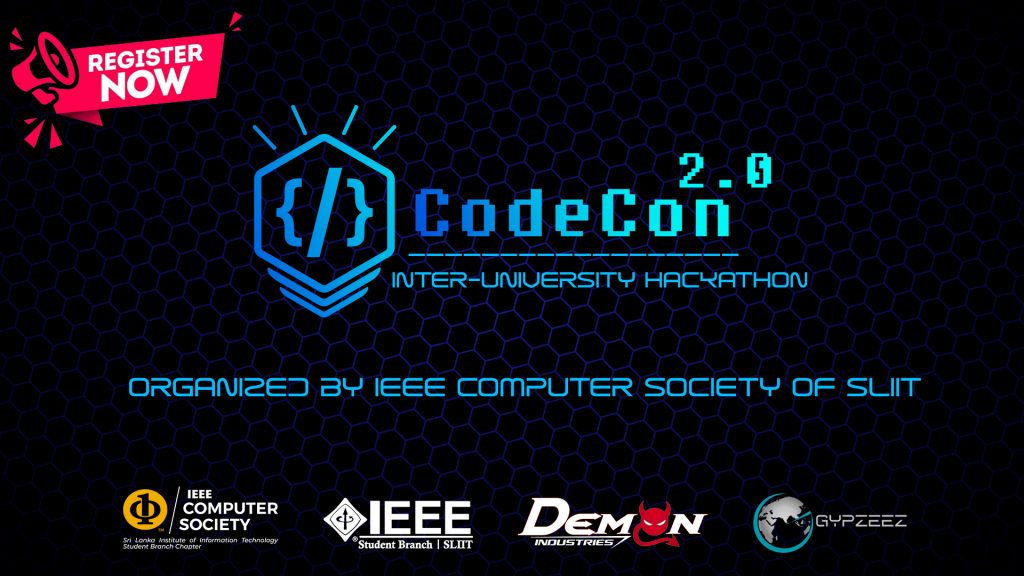 REGISTER
NOW
{/}
2.0
CodeCon
INTER-UNIVERSITY HACKATHON
ORGANIZED BY IEEE COMPUTER SOCIETY OF SLIIT
IEEE
COMPUTER
SOCIETY
TM
Sri Lanka Institute of Information Technology
Student Branch Chapter
IEEE
®
Student Branch | SLIIT
DEMON
INDUSTRIES
GYPZEEZ